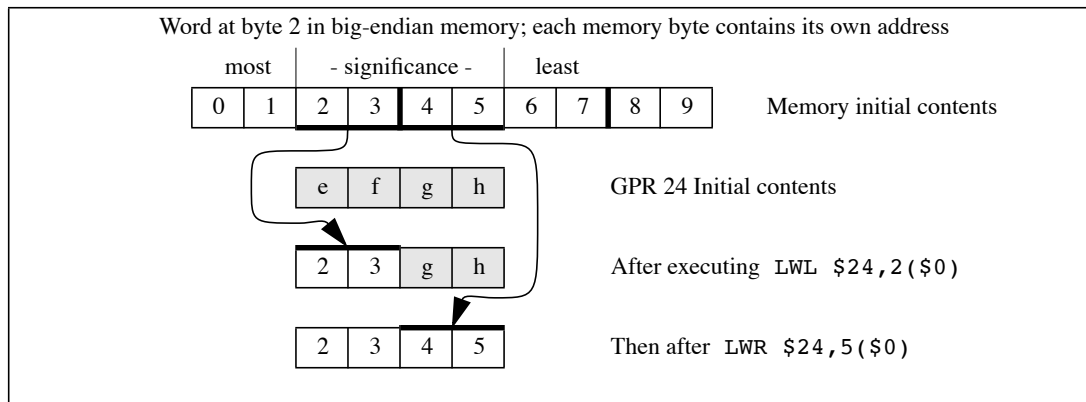 Word at byte 2 in big-endian memory; each memory byte contains its own address
most - significance - least
0 1 2 3 4 5 6 7 8 9 Memory initial contents
e f g h GPR 24 Initial contents
2 3 g h After executing LWL $24,2($0)
2 3 4 5 Then after LWR $24,5($0)